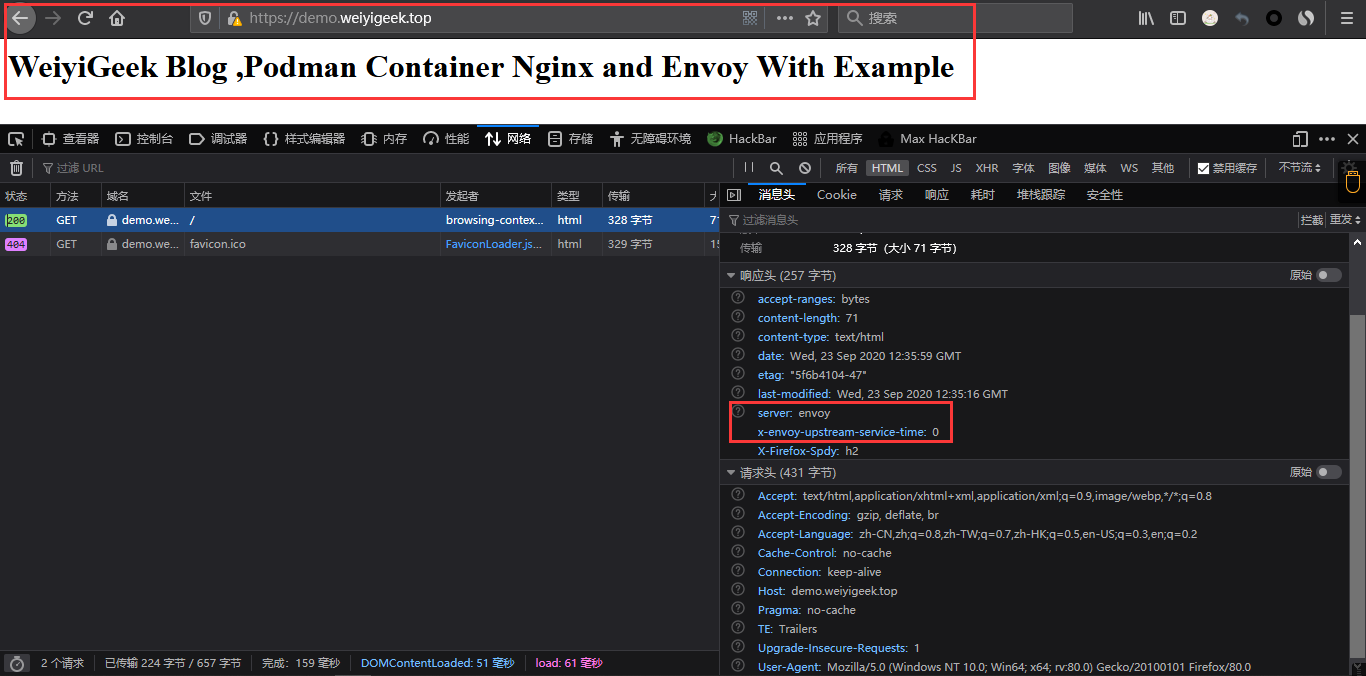 https://demo.weiyigeek.top
搜索
WeiyiGeek Blog ,Podman Container Nginx and Envoy With Example
查看器 控制台 调试器 样式编辑器 内存 性能 网络 存储 无障碍环境 HackBar 应用程序 Max HacKBar
过滤 URL
所有 HTML CSS JS XHR 字体 图像 媒体 WS 其他 禁用缓存 不节流
状态 方法 域名 文件 发起者 类型 传输
200 GET demo.we... / browsing-contex... html 328 字节 71
404 GET demo.we... favicon.ico FaviconLoader.js... html 329 字节
消息头 Cookie 请求 响应 耗时 堆栈跟踪 安全性
过滤消息头
拦截 重发
传输 328 字节 (大小 71 字节)
响应头 (257 字节) 原始
accept-ranges: bytes
content-length: 71
content-type: text/html
date: Wed, 23 Sep 2020 12:35:59 GMT
etag: "5f6b4104-47"
last-modified: Wed, 23 Sep 2020 12:35:16 GMT
server: envoy
x-envoy-upstream-service-time: 0
X-Firefox-Spdy: h2
请求头 (431 字节) 原始
Accept: text/html,application/xhtml+xml,application/xml;q=0.9,image/webp,*/*;q=0.8
Accept-Encoding: gzip, deflate, br
Accept-Language: zh-CN,zh;q=0.8,zh-TW;q=0.7,zh-HK;q=0.5,en-US;q=0.3,en;q=0.2
Cache-Control: no-cache
Connection: keep-alive
Host: demo.weiyigeek.top
Pragma: no-cache
TE: Trailers
Upgrade-Insecure-Requests: 1
User-Agent: Mozilla/5.0 (Windows NT 10.0; Win64; x64; rv:80.0) Gecko/20100101 Firefox/80.0
2 个请求 已传输 224 字节 / 657 字节 完成：159 毫秒 DOMContentLoaded: 51 毫秒 load: 61 毫秒